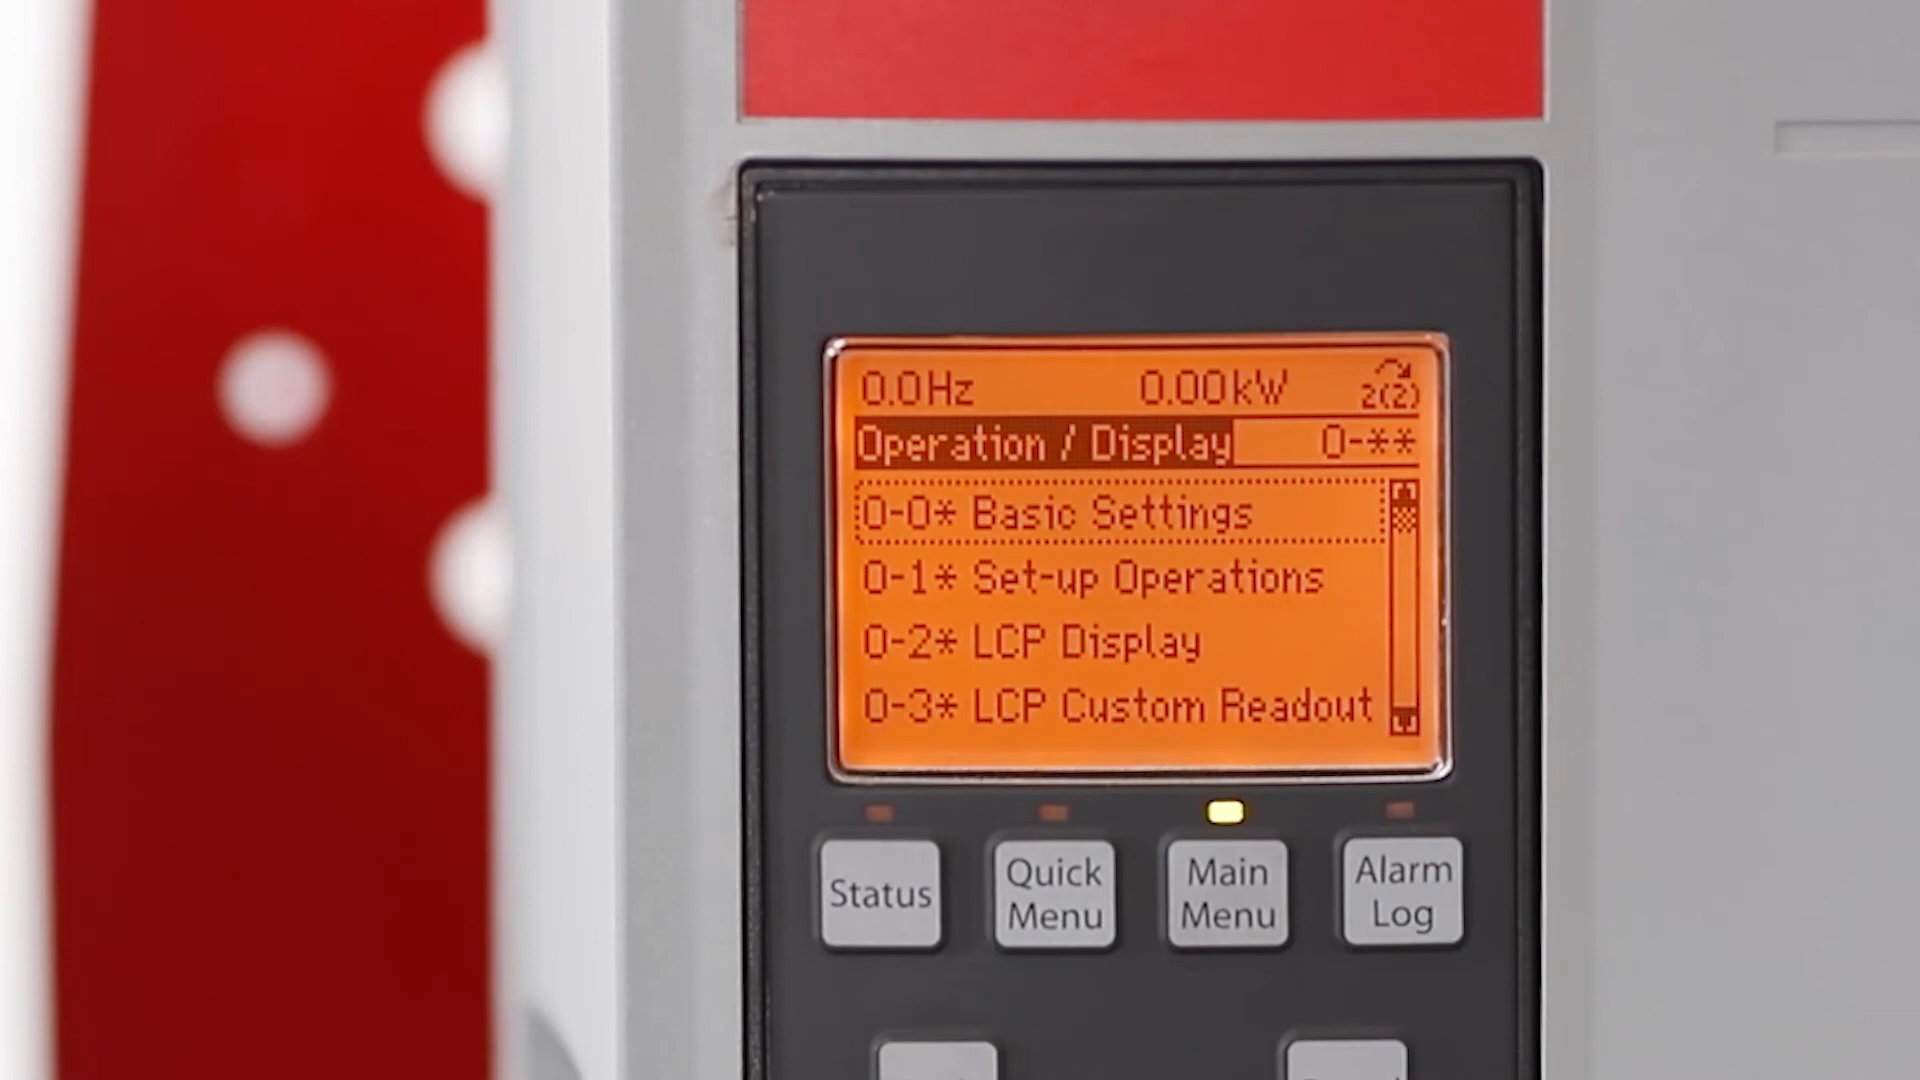 0.0Hz 0.00kW 2(2)
Operation / Display 0-**
0-0* Basic Settings
0-1* Set-up Operations
0-2* LCP Display
0-3* LCP Custom Readout
Status
Quick Menu
Main Menu
Alarm Log